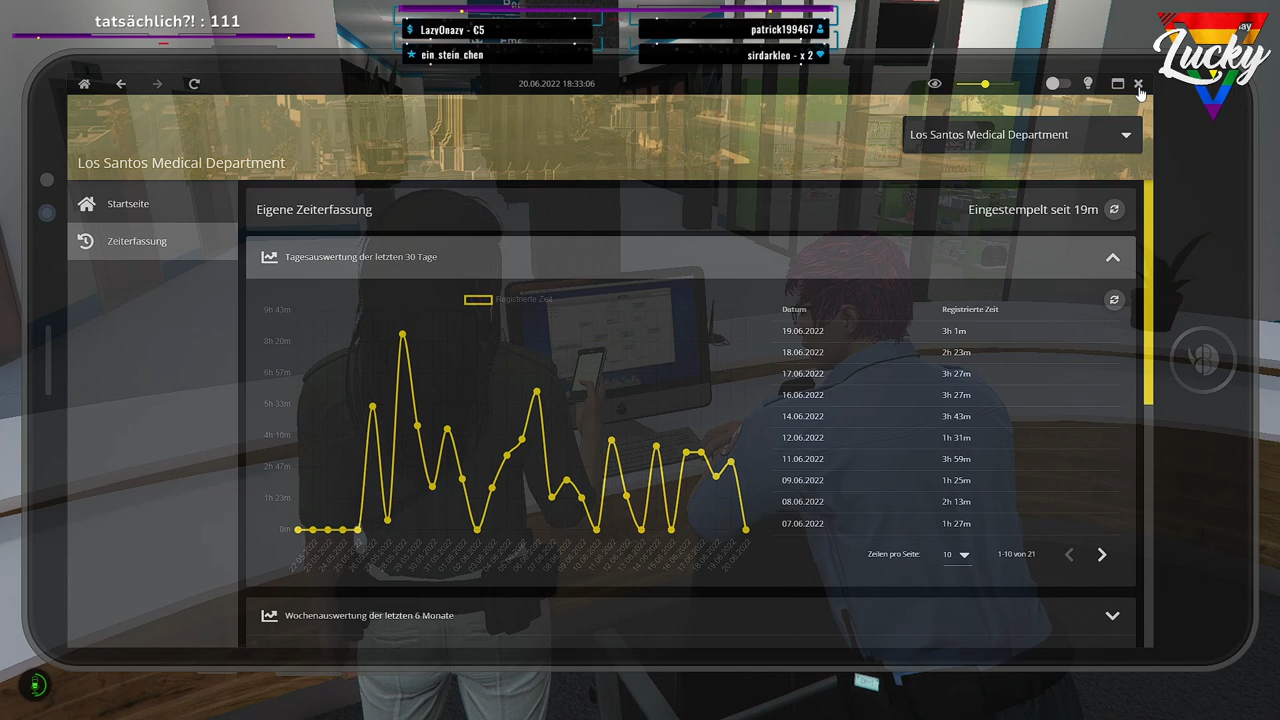 tatsächlich?! : 111
LazyOnazy - €5
patrick199467
ein_stein_chen
sirdarkleo - x 2
Lucky
20.06.2022 18:33:06
Los Santos Medical Department
Los Santos Medical Department
Startseite
Zeiterfassung
Eigene Zeiterfassung
Eingestempelt seit 19m
Tagesauswertung der letzten 30 Tage
Registrierte Zeit
9h 43m
8h 20m
6h 57m
5h 33m
4h 10m
2h 47m
1h 23m
0m
Datum Registrierte Zeit
19.06.2022 3h 1m
18.06.2022 2h 23m
17.06.2022 3h 27m
16.06.2022 3h 27m
14.06.2022 3h 43m
12.06.2022 1h 31m
11.06.2022 3h 59m
09.06.2022 1h 25m
08.06.2022 2h 13m
07.06.2022 1h 27m
Zeilen pro Seite: 10 1-10 von 21
Wochenauswertung der letzten 6 Monate